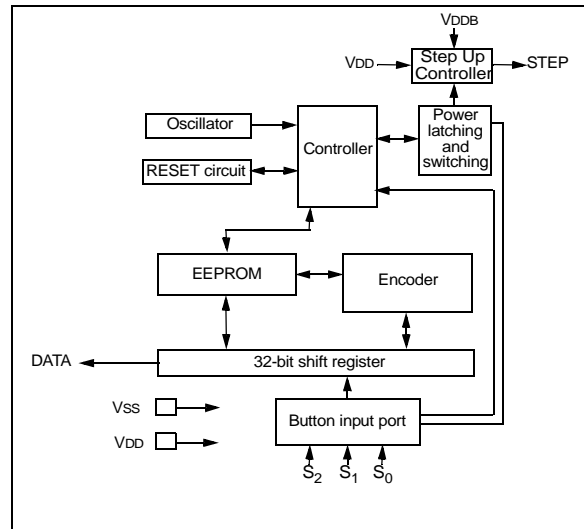 VDDB
VDD
Step Up
Controller
STEP
Oscillator
Controller
Power
latching
and
switching
RESET circuit
EEPROM
Encoder
DATA
32-bit shift register
VSS
VDD
Button input port
S2 S1 S0